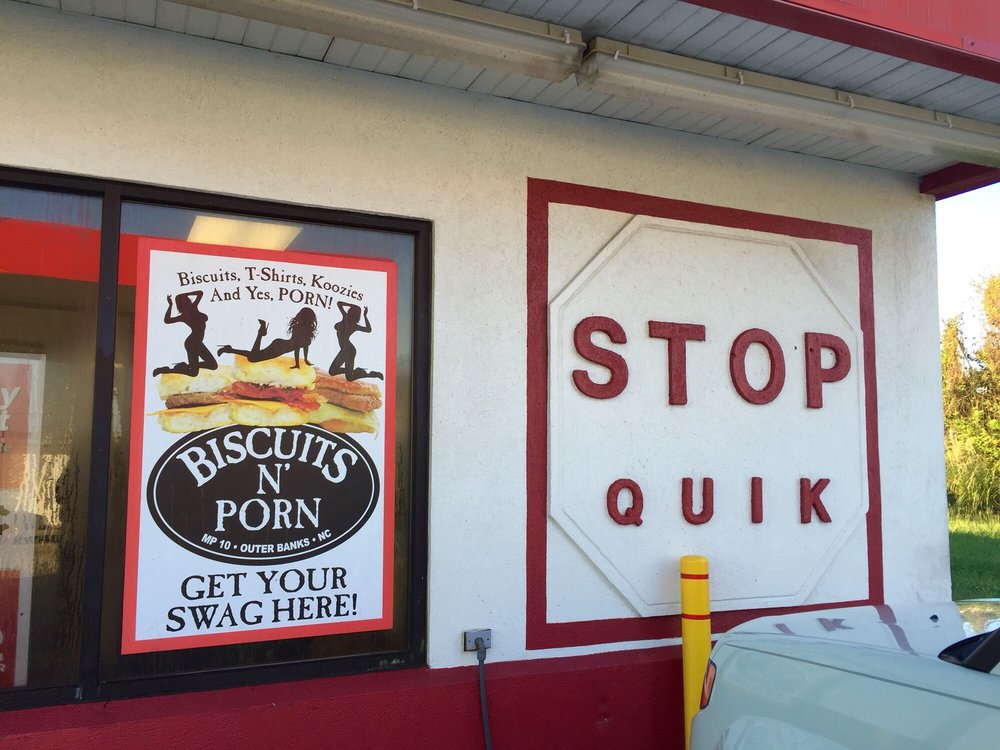 Biscuits, T-Shirts, Koozies
And Yes, PORN!
BISCUITS
N'
PORN
MP 10 • OUTER BANKS • NC
GET YOUR
SWAG HERE!
STOP
QUIK